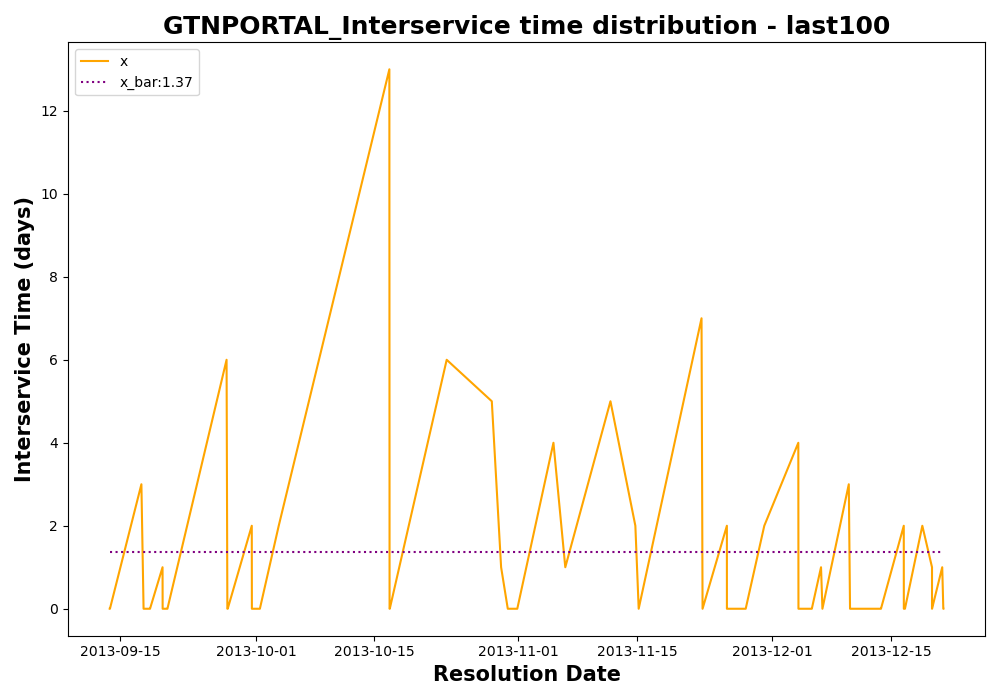 GTNPORTAL_Interservice time distribution - last100
x
x_bar:1.37
Interservice Time (days)
12
10
8
6
4
2
0
2013-09-15 2013-10-01 2013-10-15 2013-11-01 2013-11-15 2013-12-01 2013-12-15
Resolution Date